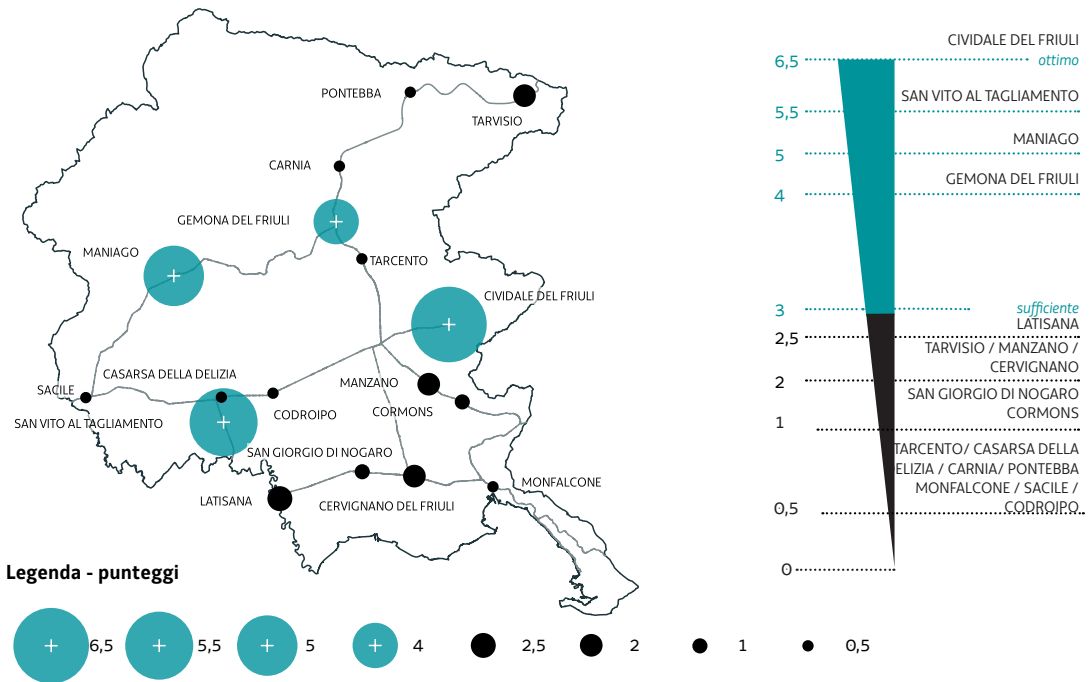 PONTEBBA
TARVISIO
CARNIA
GEMONA DEL FRIULI
MANIAGO
TARCENTO
CIVIDALE DEL FRIULI
CASARSA DELLA DELIZIA
SACILE
MANZANO
SAN VITO AL TAGLIAMENTO
CODROIPO
CORMONS
SAN GIORGIO DI NOGARO
LATISANA
CERVIGNANO DEL FRIULI
MONFALCONE
CIVIDALE DEL FRIULI
6,5
ottimo
SAN VITO AL TAGLIAMENTO
5,5
MANIAGO
5
GEMONA DEL FRIULI
4
3
sufficiente
LATISANA
2,5
TARVISIO / MANZANO /
CERVIGNANO
2
SAN GIORGIO DI NOGARO
CORMONS
1
TARCENTO/ CASARSA DELLA
ELIZIA / CARNIA/ PONTEBBA
MONFALCONE / SACILE /
CODROIPO
0,5
0
Legenda - punteggi
6,5 5,5 5 4 2,5 2 1 0,5